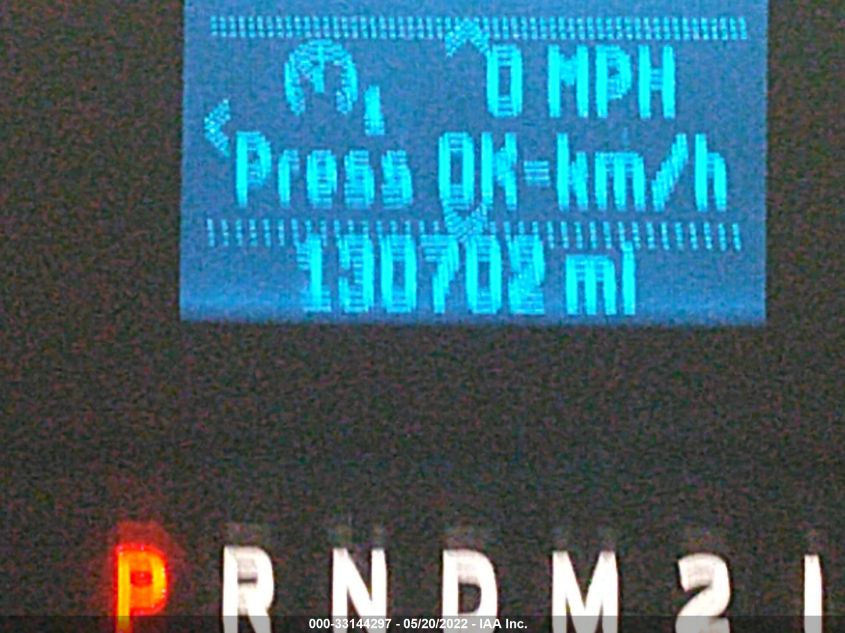 0 MPH
Press OK=km/h
130702 mi
P R N D M 2 1
000-33144297 - 05/20/2022 - IAA Inc.